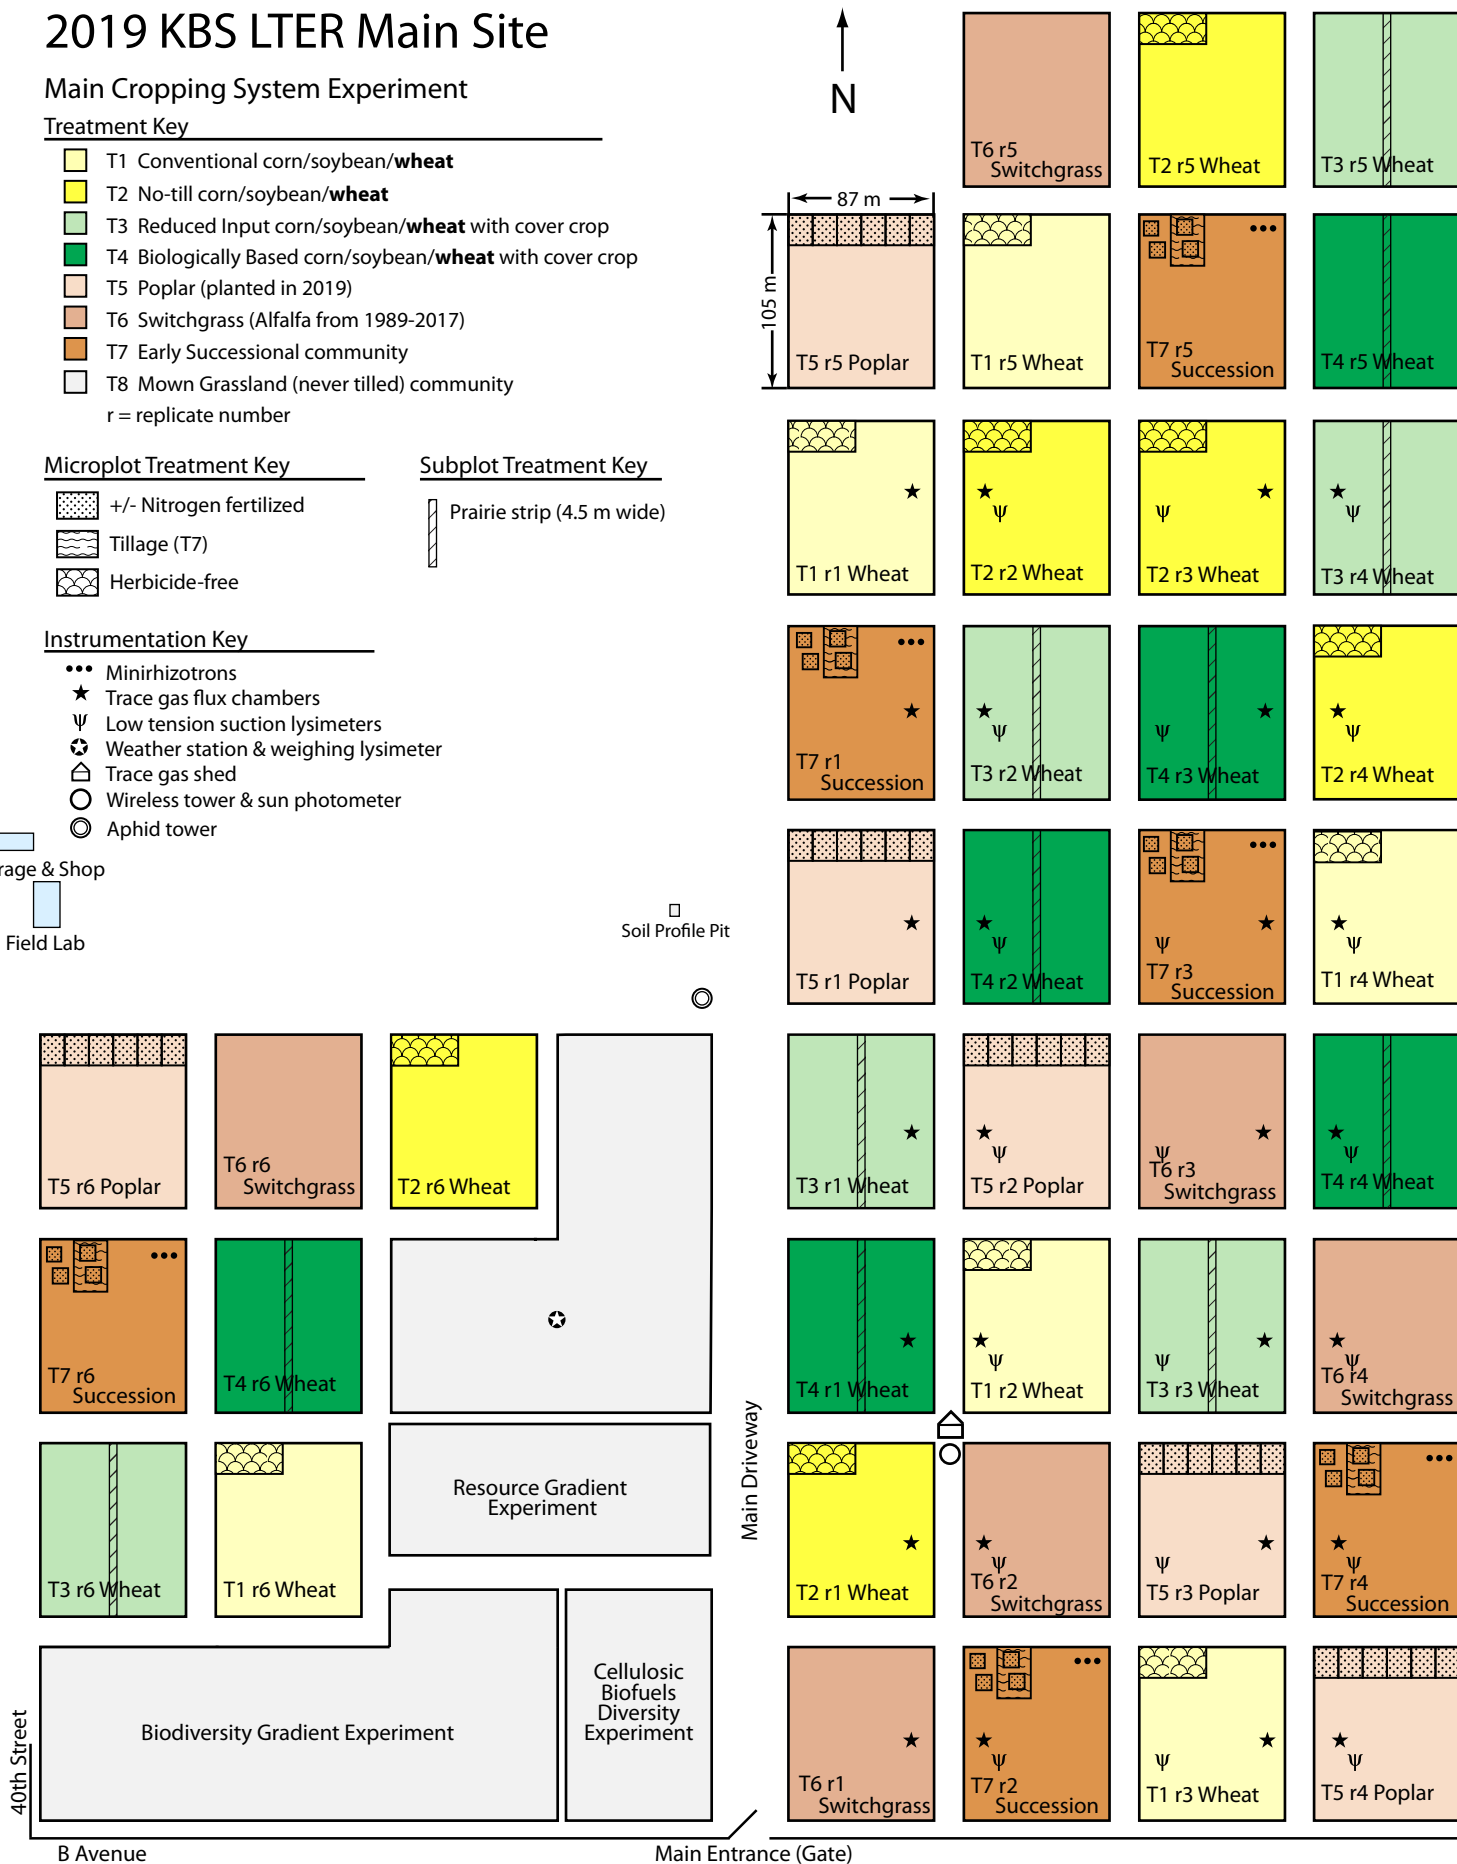 2019 KBS LTER Main Site
Main Cropping System Experiment
Treatment Key
T1 Conventional corn/soybean/wheat
T2 No-till corn/soybean/wheat
T3 Reduced Input corn/soybean/wheat with cover crop
T4 Biologically Based corn/soybean/wheat with cover crop
T5 Poplar (planted in 2019)
T6 Switchgrass (Alfalfa from 1989-2017)
T7 Early Successional community
T8 Mown Grassland (never tilled) community
r = replicate number
Microplot Treatment Key
+/- Nitrogen fertilized
Tillage (T7)
Herbicide-free
Subplot Treatment Key
Prairie strip (4.5 m wide)
Instrumentation Key
Minirhizotrons
Trace gas flux chambers
Low tension suction lysimeters
Weather station & weighing lysimeter
Trace gas shed
Wireless tower & sun photometer
Aphid tower
rage & Shop
Field Lab
Soil Profile Pit
N
87 m
105 m
T6 r5
Switchgrass
T2 r5 Wheat
T3 r5 Wheat
T5 r5 Poplar
T1 r5 Wheat
T7 r5
Succession
T4 r5 Wheat
T1 r1 Wheat
T2 r2 Wheat
T2 r3 Wheat
T3 r4 Wheat
T7 r1
Succession
T3 r2 Wheat
T4 r3 Wheat
T2 r4 Wheat
T5 r1 Poplar
T4 r2 Wheat
T7 r3
Succession
T1 r4 Wheat
T5 r6 Poplar
T6 r6
Switchgrass
T2 r6 Wheat
T3 r1 Wheat
T5 r2 Poplar
T6 r3
Switchgrass
T4 r4 Wheat
T7 r6
Succession
T4 r6 Wheat
T4 r1 Wheat
T1 r2 Wheat
T3 r3 Wheat
T6 r4
Switchgrass
T3 r6 Wheat
T1 r6 Wheat
Resource Gradient
Experiment
Main Driveway
T2 r1 Wheat
T6 r2
Switchgrass
T5 r3 Poplar
T7 r4
Succession
Biodiversity Gradient Experiment
Cellulosic
Biofuels
Diversity
Experiment
T6 r1
Switchgrass
T7 r2
Succession
T1 r3 Wheat
T5 r4 Poplar
40th Street
B Avenue
Main Entrance (Gate)